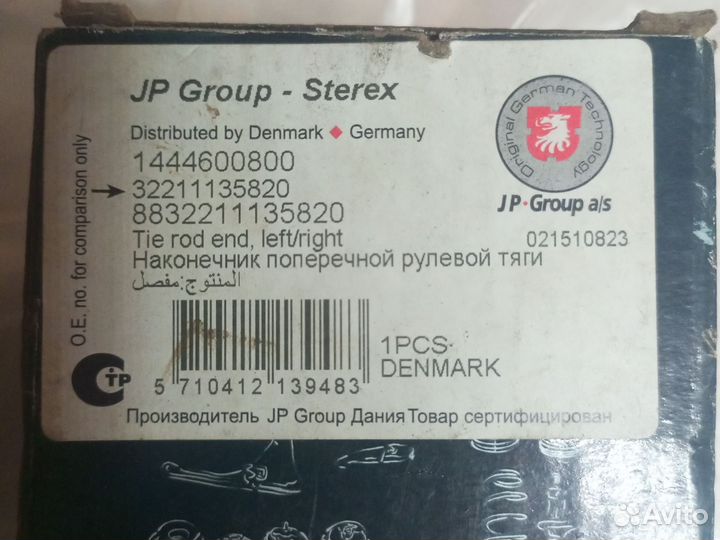 JP Group - Sterex
Distributed by Denmark ◆ Germany
1444600800
32211135820
8832211135820
Tie rod end, left/right
Наконечник поперечной рулевой тяги
المنتوج:مفصل
O.E. no. for comparison only
Original German Technology
JP·Group a/s
021510823
1PCS-
DENMARK
5 710412 139483
СТР
Производитель JP Group Дания Товар сертифицирован
Avito